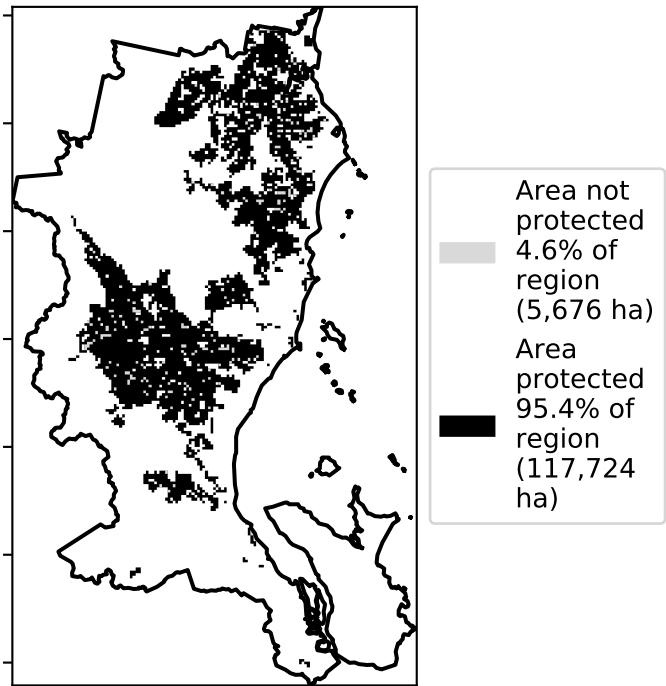 Area not
protected
4.6% of
region
(5,676 ha)
Area
protected
95.4% of
region
(117,724
ha)